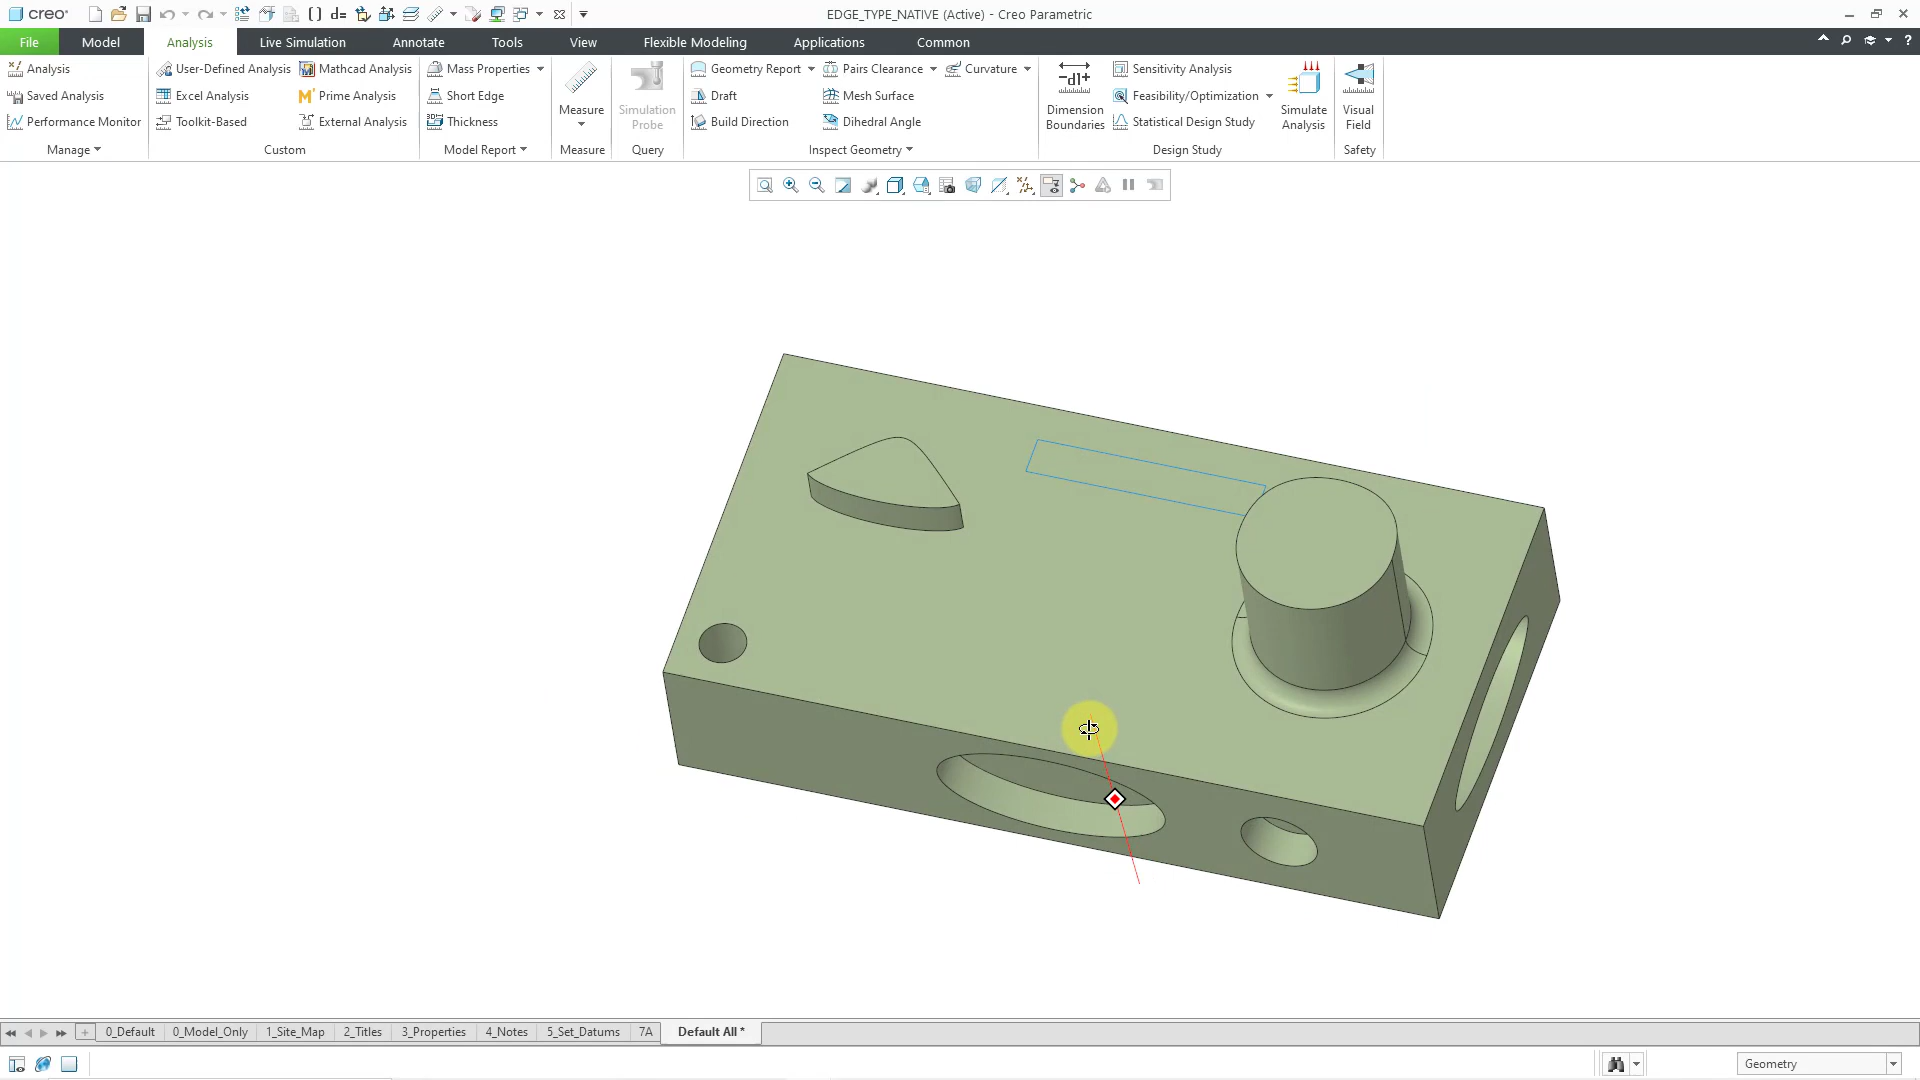 creo
d=
EDGE_TYPE_NATIVE (Active) - Creo Parametric
File
Model
Analysis
Live Simulation
Annotate
Tools
View
Flexible Modeling
Applications
Common
Analysis
Saved Analysis
Performance Monitor
Manage
User-Defined Analysis
Excel Analysis
Toolkit-Based
Mathcad Analysis
Prime Analysis
External Analysis
Custom
Mass Properties
Short Edge
Thickness
Model Report
Measure
Measure
Simulation
Probe
Query
Geometry Report
Draft
Build Direction
Pairs Clearance
Mesh Surface
Dihedral Angle
Curvature
Inspect Geometry
Dimension
Boundaries
Sensitivity Analysis
Feasibility/Optimization
Statistical Design Study
Simulate
Analysis
Design Study
Visual
Field
Safety
0_Default
0_Model_Only
1_Site_Map
2_Titles
3_Properties
4_Notes
5_Set_Datums
7A
Default All *
Geometry